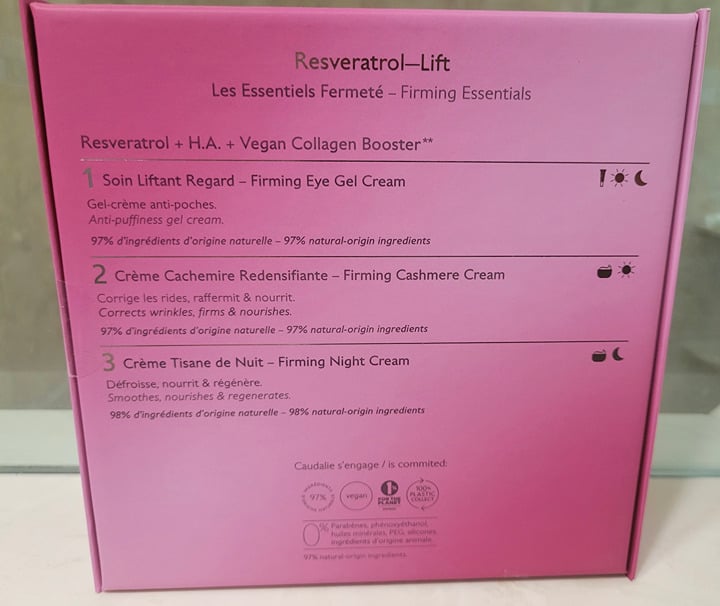 Resveratrol—Lift
Les Essentiels Fermeté – Firming Essentials
Resveratrol + H.A. + Vegan Collagen Booster**
1 Soin Liftant Regard – Firming Eye Gel Cream
Gel-crème anti-poches.
Anti-puffiness gel cream.
97% d'ingrédients d'origine naturelle – 97% natural-origin ingredients
2 Crème Cachemire Redensifiante – Firming Cashmere Cream
Corrige les rides, raffermit & nourrit.
Corrects wrinkles, firms & nourishes.
97% d'ingrédients d'origine naturelle – 97% natural-origin ingredients
3 Crème Tisane de Nuit – Firming Night Cream
Défroisse, nourrit & régénère.
Smoothes, nourishes & regenerates.
98% d'ingrédients d'origine naturelle – 98% natural-origin ingredients
Caudalie s'engage / is commited:
97%
vegan
1%
FOR THE
PLANET
100%
PLASTIC
COLLECT
0% Parabènes, phénoxyéthanol,
huiles minérales, PEG, silicones,
ingrédients d'origine animale.
97% natural-origin ingredients.